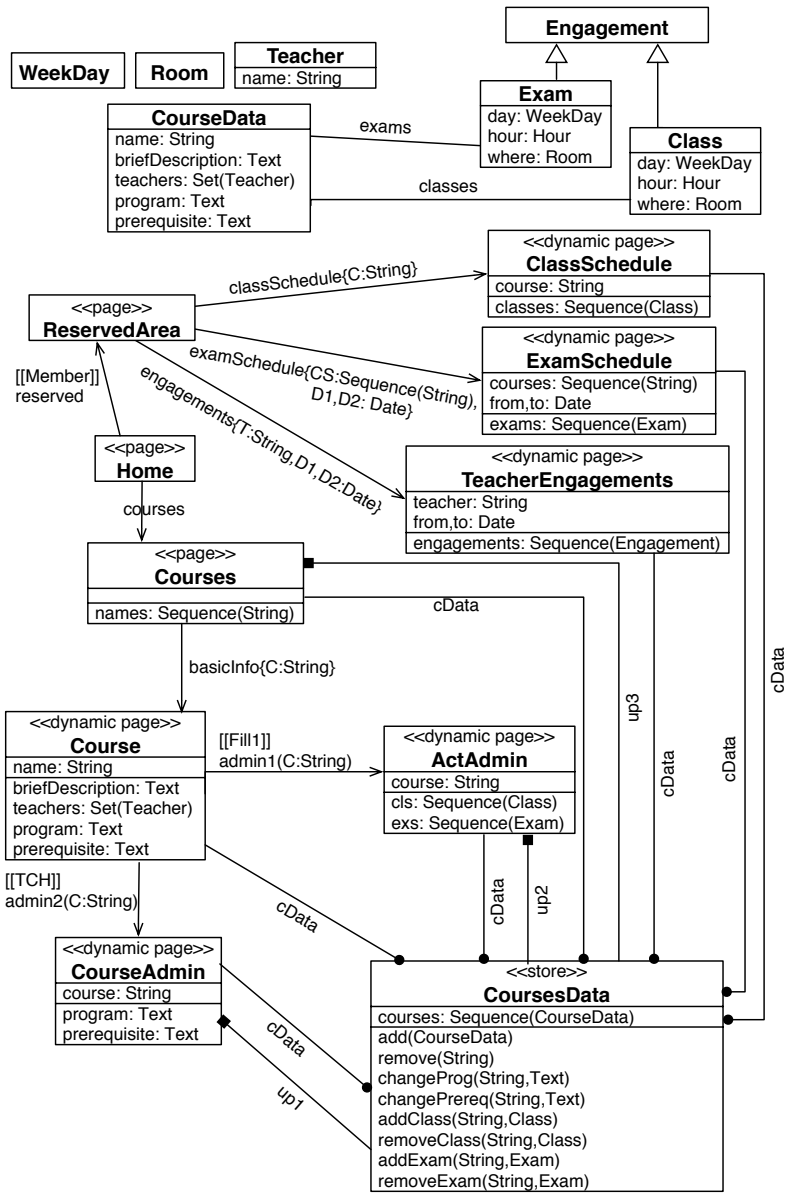 Engagement
WeekDay
Room
Teacher
name: String
Exam
day: WeekDay
hour: Hour
where: Room
CourseData
name: String
briefDescription: Text
teachers: Set(Teacher)
program: Text
prerequisite: Text
exams
Class
day: WeekDay
hour: Hour
where: Room
classes
<<dynamic page>>
ClassSchedule
course: String
classes: Sequence(Class)
classSchedule{C:String}
<<page>>
ReservedArea
<<dynamic page>>
ExamSchedule
courses: Sequence(String)
from,to: Date
exams: Sequence(Exam)
examSchedule{CS:Sequence(String),
D1,D2: Date}
[[Member]]
reserved
engagements{T:String,D1,D2:Date}
<<page>>
Home
<<dynamic page>>
TeacherEngagements
teacher: String
from,to: Date
engagements: Sequence(Engagement)
courses
<<page>>
Courses
names: Sequence(String)
cData
cData
basicInfo{C:String}
up3
<<dynamic page>>
Course
name: String
briefDescription: Text
teachers: Set(Teacher)
program: Text
prerequisite: Text
[[Fill1]]
admin1(C:String)
<<dynamic page>>
ActAdmin
course: String
cls: Sequence(Class)
exs: Sequence(Exam)
cData
cData
[[TCH]]
admin2(C:String)
cData
cData
up2
<<dynamic page>>
CourseAdmin
course: String
program: Text
prerequisite: Text
cData
up1
<<store>>
CoursesData
courses: Sequence(CourseData)
add(CourseData)
remove(String)
changeProg(String,Text)
changePrereq(String,Text)
addClass(String,Class)
removeClass(String,Class)
addExam(String,Exam)
removeExam(String,Exam)